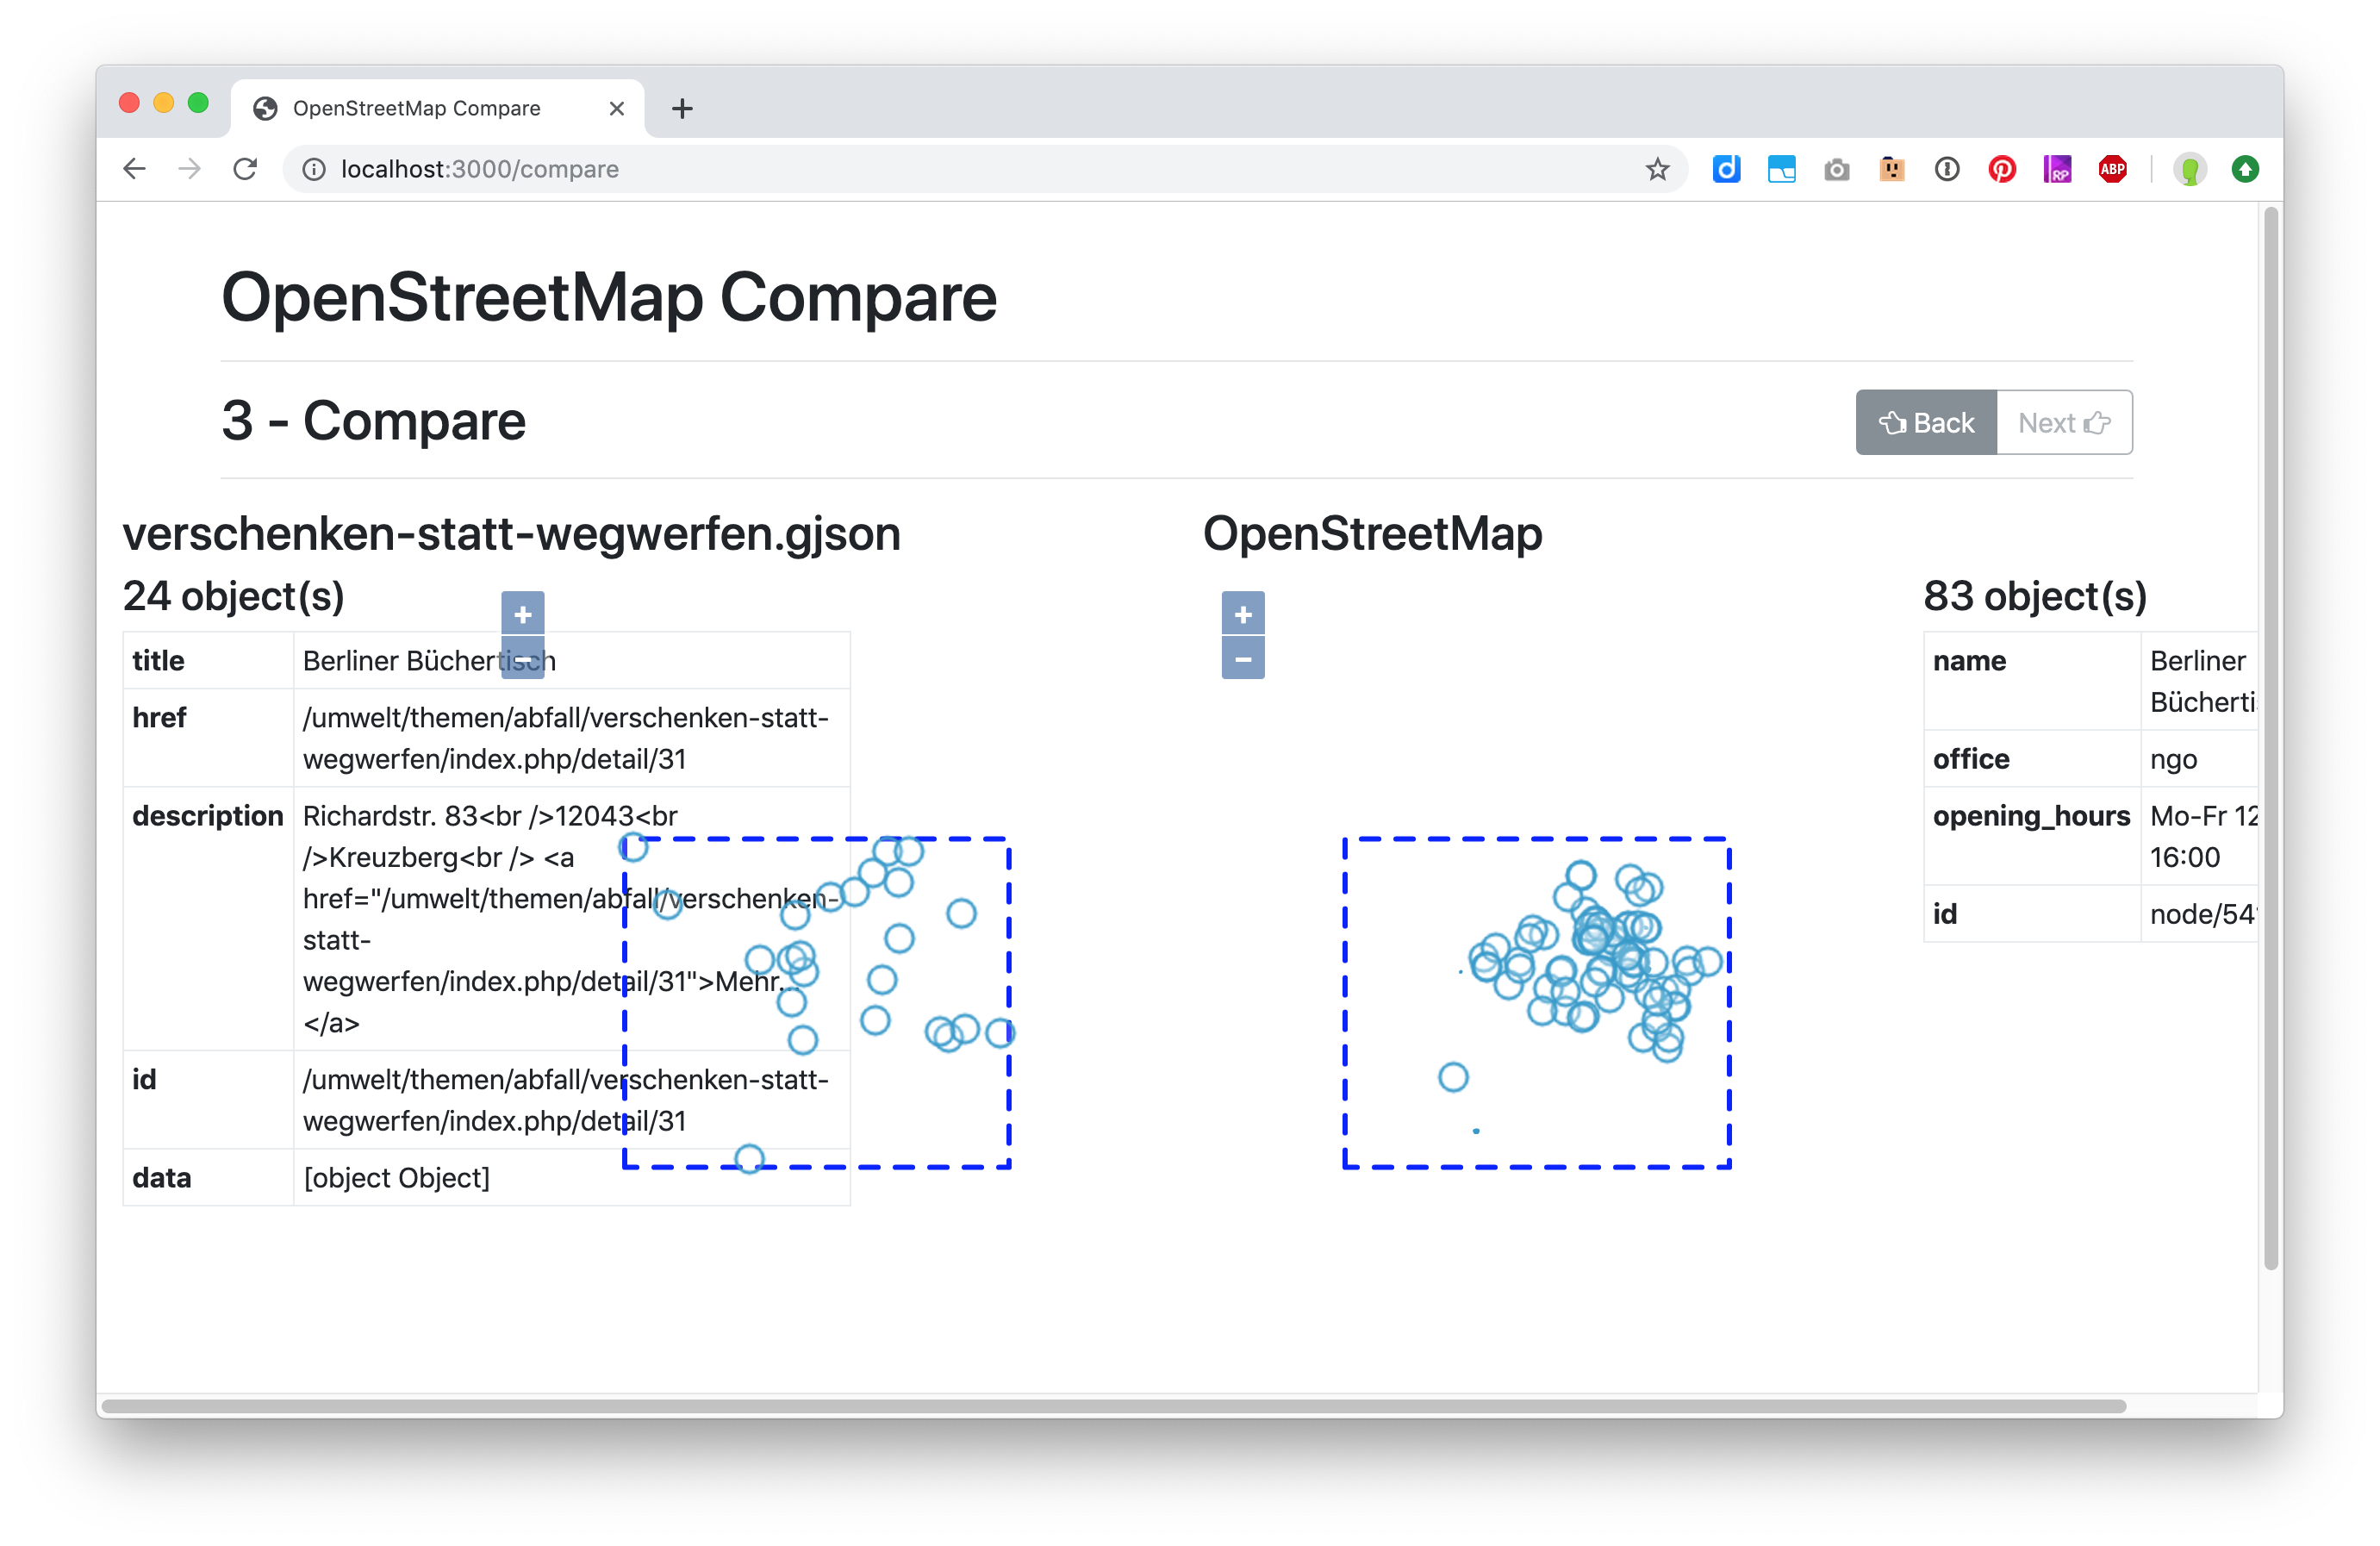 OpenStreetMap Compare
localhost:3000/compare
ABP
RP
OpenStreetMap Compare
3 - Compare
Back
Next
verschenken-statt-wegwerfen.gjson
OpenStreetMap
24 object(s)
83 object(s)
+
−
+
−
title
Berliner Büchertisch
href
/umwelt/themen/abfall/verschenken-statt-
wegwerfen/index.php/detail/31
description
Richardstr. 83<br />12043<br
/>Kreuzberg<br /> <a
href="/umwelt/themen/abfall/verschenken-
statt-
wegwerfen/index.php/detail/31">Mehr...
</a>
id
/umwelt/themen/abfall/verschenken-statt-
wegwerfen/index.php/detail/31
data
[object Object]
name
Berliner
Bücherti
office
ngo
opening_hours
Mo-Fr 12
16:00
id
node/54